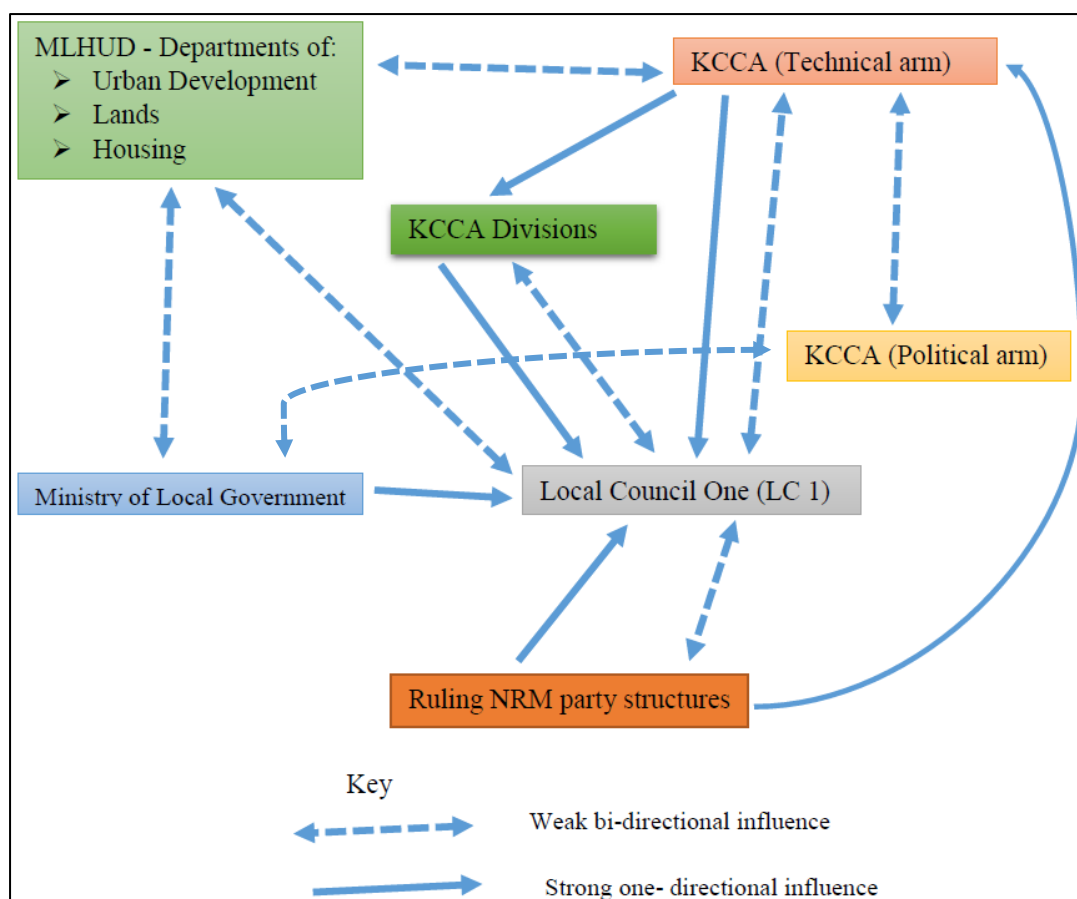 MLHUD - Departments of:
➢ Urban Development
➢ Lands
➢ Housing
KCCA (Technical arm)
KCCA Divisions
KCCA (Political arm)
Ministry of Local Government
Local Council One (LC 1)
Ruling NRM party structures
Key
Weak bi-directional influence
Strong one- directional influence